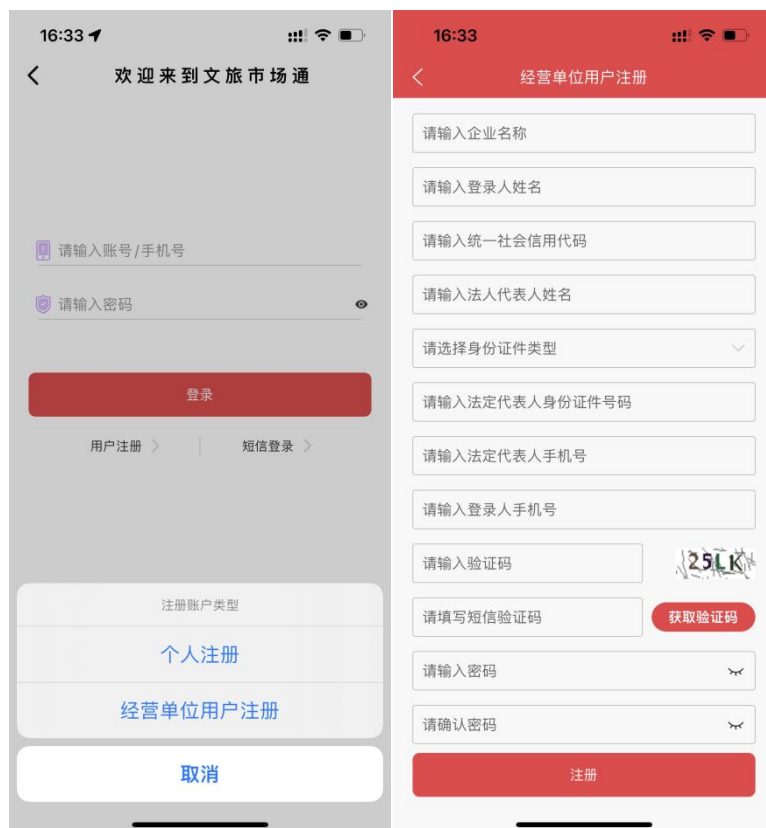 16:33
欢迎来到文旅市场通
请输入账号/手机号
请输入密码
登录
用户注册
短信登录
注册账户类型
个人注册
经营单位用户注册
取消
16:33
经营单位用户注册
请输入企业名称
请输入登录人姓名
请输入统一社会信用代码
请输入法人代表人姓名
请选择身份证件类型
请输入法定代表人身份证件号码
请输入法定代表人手机号
请输入登录人手机号
请输入验证码
25LK
请填写短信验证码
获取验证码
请输入密码
请确认密码
注册